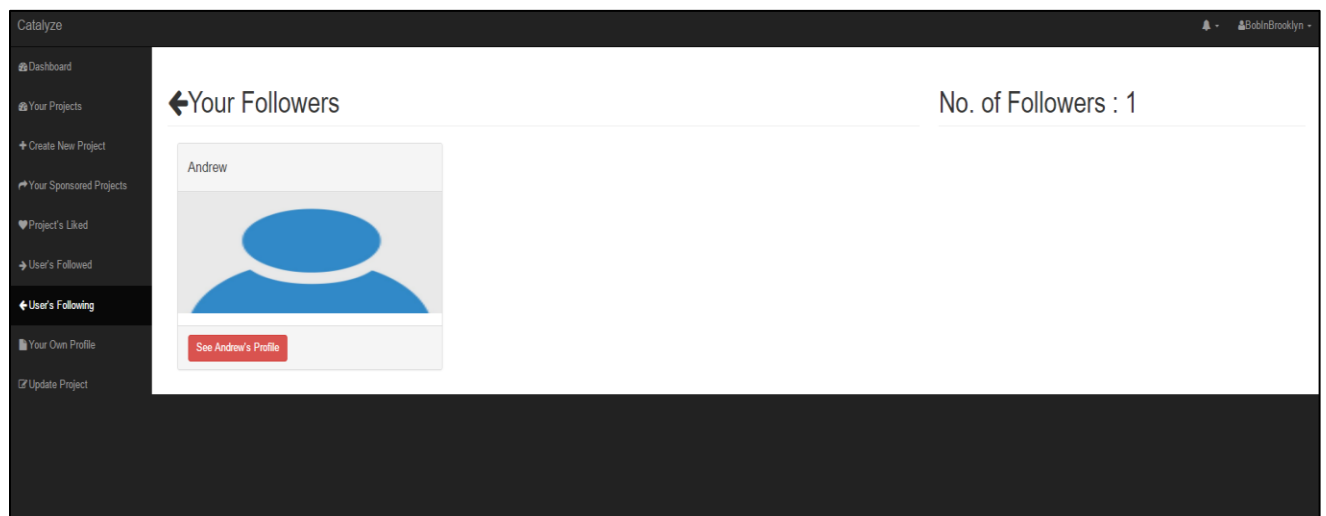 Catalyze
BobInBrooklyn
Dashboard
Your Projects
Create New Project
Your Sponsored Projects
Project's Liked
User's Followed
User's Following
Your Own Profile
Update Project
Your Followers
No. of Followers : 1
Andrew
See Andrew's Profile